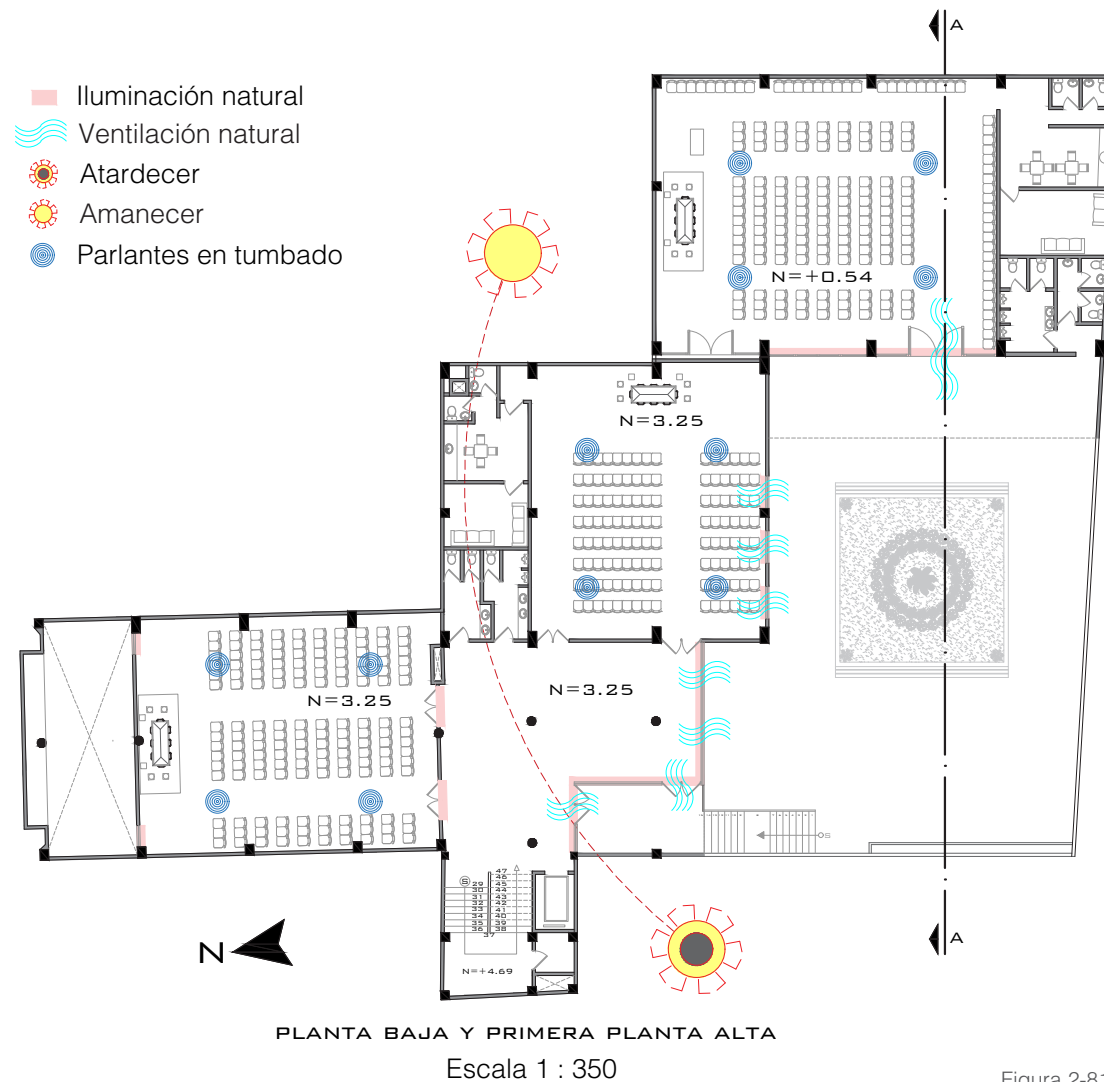 A
Iluminación natural
Ventilación natural
Atardecer
Amanecer
Parlantes en tumbado
N=+0.54
N=3.25
N=3.25
N=3.25
S
S
29
30
31
32
33
34
35
36
37
47
46
45
44
43
42
41
40
39
38
N
A
N=+4.69
PLANTA BAJA Y PRIMERA PLANTA ALTA
Escala 1 : 350
Figura 2-81